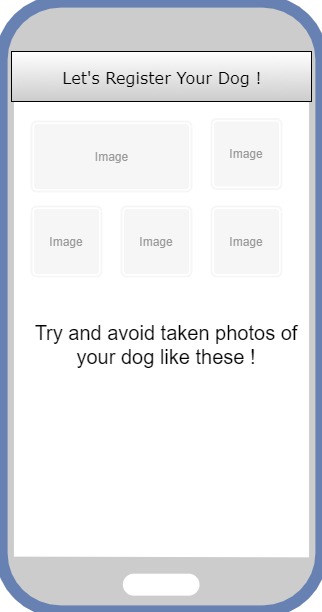 Let's Register Your Dog !
Image
Image
Image
Image
Image
Try and avoid taken photos of
your dog like these !